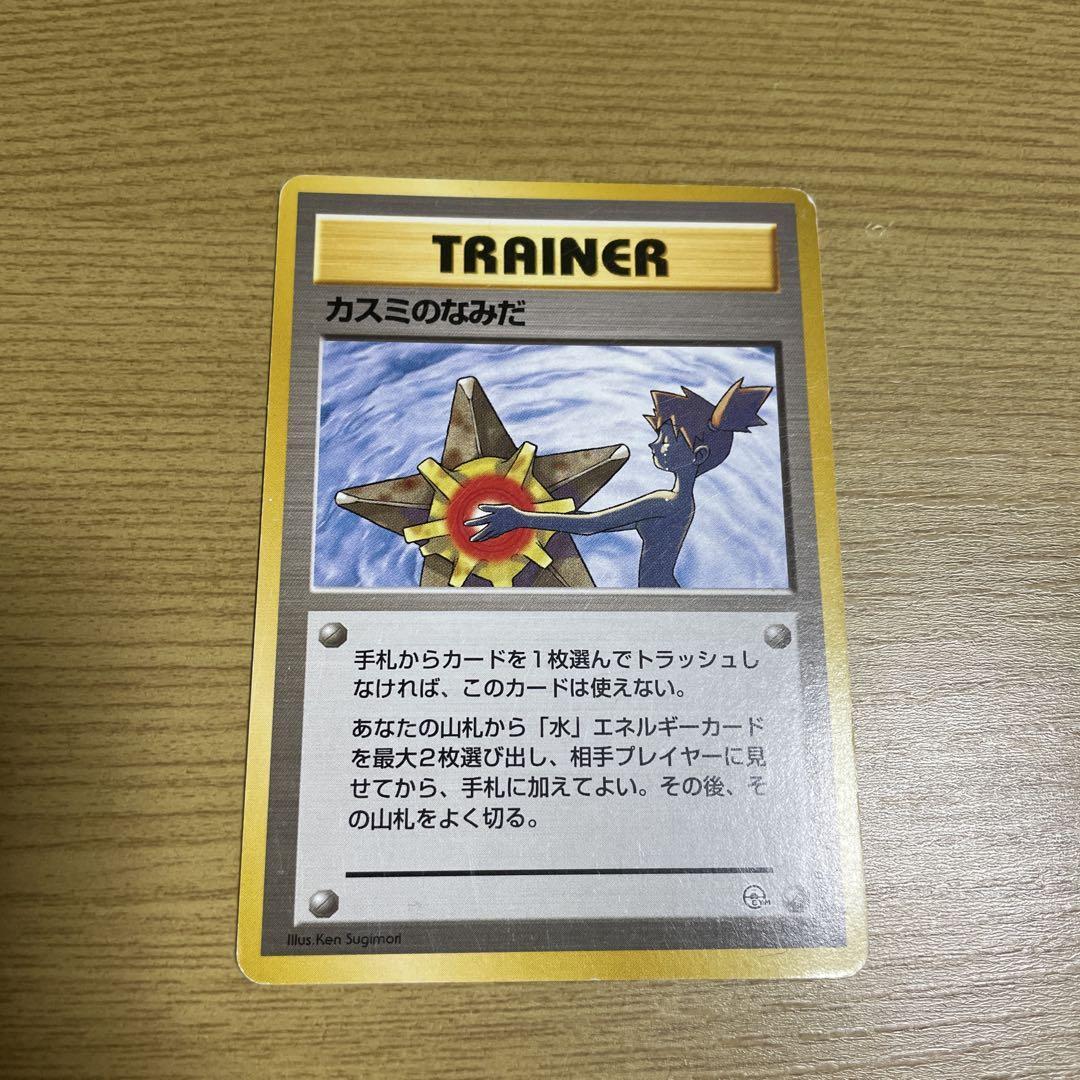 TRAINER
カスミのなみだ
手札からカードを1枚選んでトラッシュし
なければ、このカードは使えない。
あなたの山札から「水」エネルギーカード
を最大2枚選び出し、相手プレイヤーに見
せてから、手札に加えてよい。その後、そ
の山札をよく切る。
GYM
Illus.Ken Sugimori